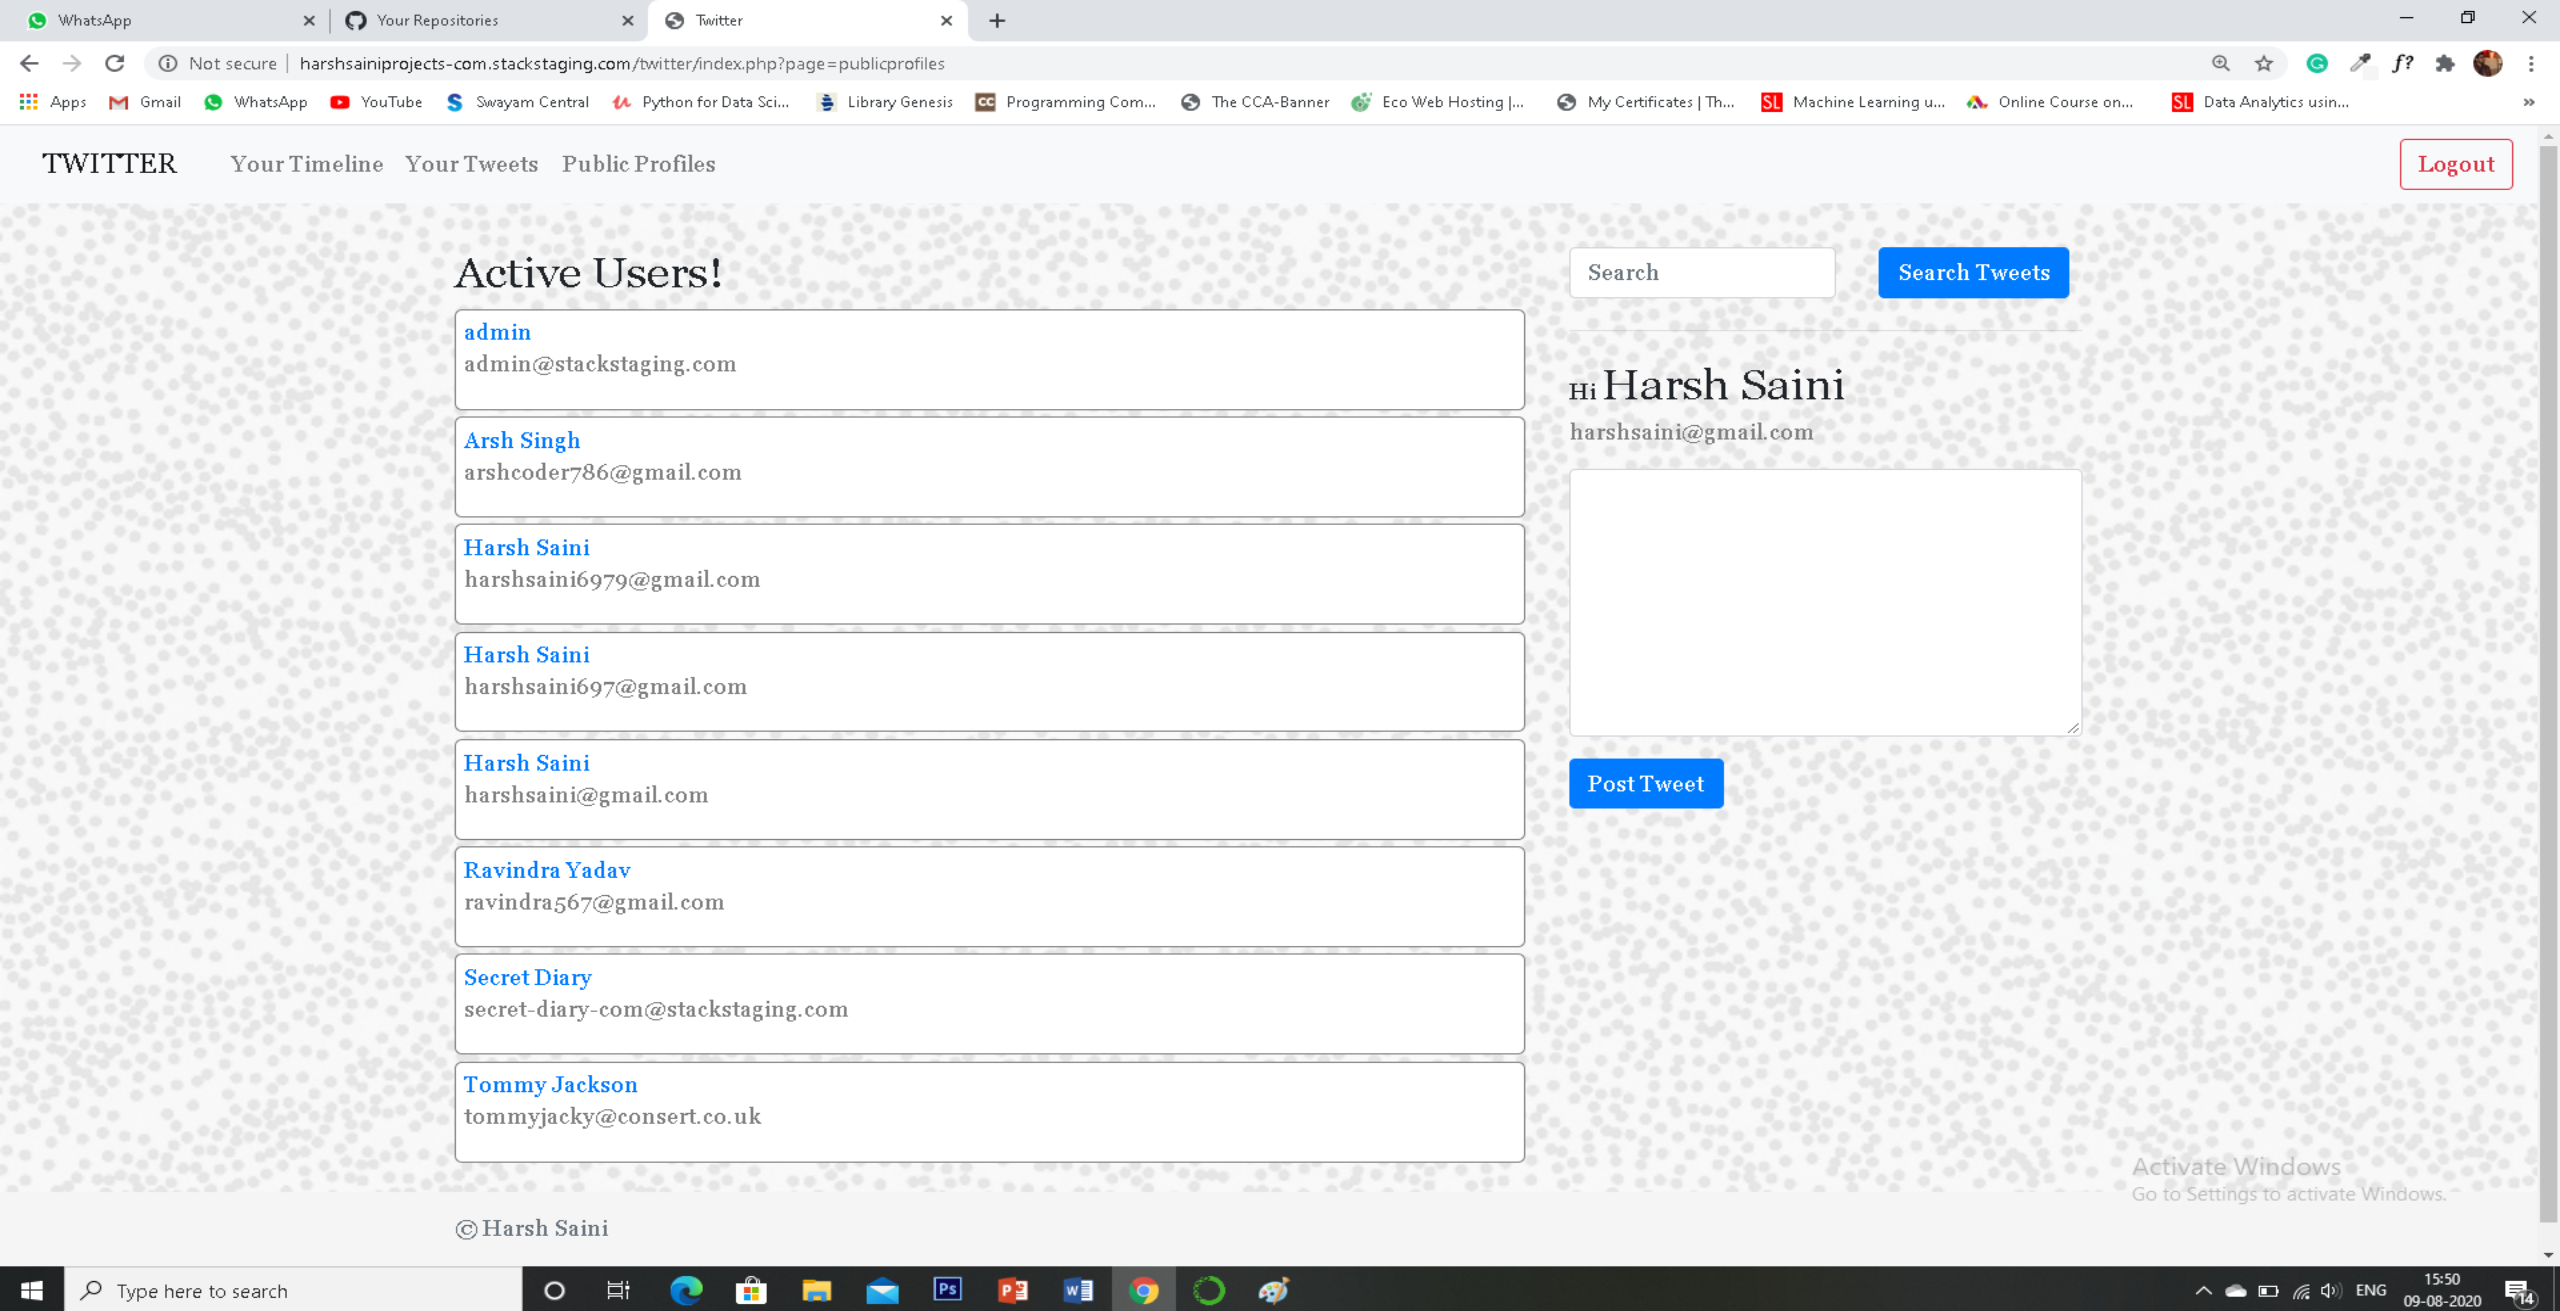 WhatsApp
Your Repositories
Twitter
Not secure | harshsainiprojects-com.stackstaging.com/twitter/index.php?page=publicprofiles
f?
Apps Gmail WhatsApp YouTube Swayam Central Python for Data Sci... Library Genesis CC Programming Com... The CCA-Banner Eco Web Hosting |... My Certificates | Th... SL Machine Learning u... Online Course on... SL Data Analytics usin... »
TWITTER Your Timeline Your Tweets Public Profiles Logout
Active Users!
admin
admin@stackstaging.com
Arsh Singh
arshcoder786@gmail.com
Harsh Saini
harshsaini6979@gmail.com
Harsh Saini
harshsaini697@gmail.com
Harsh Saini
harshsaini@gmail.com
Ravindra Yadav
ravindra567@gmail.com
Secret Diary
secret-diary-com@stackstaging.com
Tommy Jackson
tommyjacky@consert.co.uk
Search Search Tweets
Hi Harsh Saini
harshsaini@gmail.com
Post Tweet
Activate Windows
Go to Settings to activate Windows.
© Harsh Saini
Type here to search
Ps
P
W
ENG
15:50
09-08-2020
14